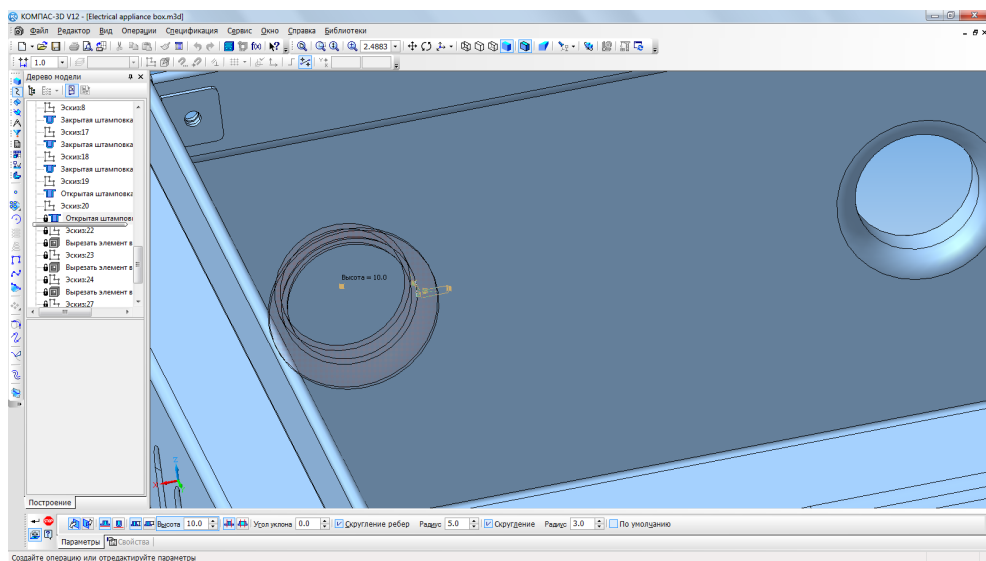 КОМПАС-3D V12 - [Electrical appliance box.m3d]
Файл Редактор Вид Операции Спецификация Сервис Окно Справка Библиотеки
2.4883
1.0
Дерево модели
Эскиз:8
Закрытая штамповка
Эскиз:17
Закрытая штамповка
Эскиз:18
Закрытая штамповка
Эскиз:19
Открытая штамповка
Эскиз:20
Открытая штампов
Эскиз:22
Вырезать элемент в
Эскиз:23
Вырезать элемент в
Эскиз:24
Вырезать элемент в
Эскиз:27
Высота = 10.0
Z
X
Построение
Высота 10.0 Угол уклона 0.0 Скругление ребер Радиус 5.0 Скругление Радиус 3.0 По умолчанию
Параметры Свойства
Создайте операцию или отредактируйте параметры